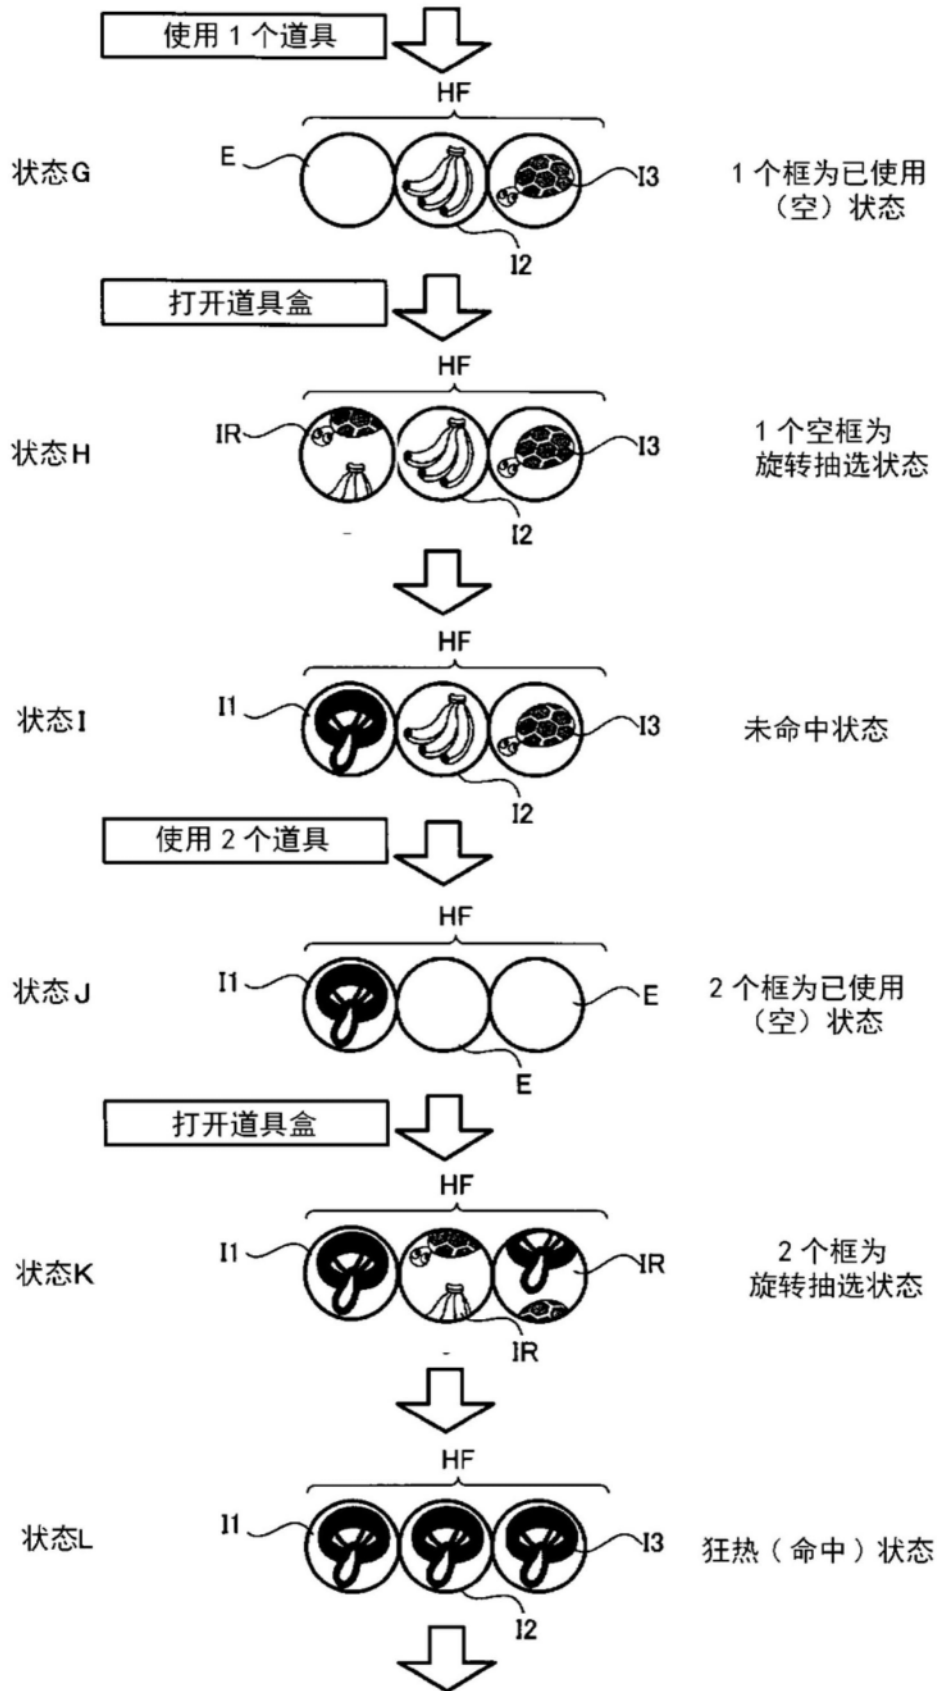 使用1个道具
HF
状态G
E
I3
1个框为已使用
（空）状态
I2
打开道具盒
HF
状态H
IR
I3
1个空框为
旋转抽选状态
I2
HF
状态I
I1
I3
未命中状态
I2
使用2个道具
HF
状态J
I1
E
2个框为已使用
（空）状态
E
打开道具盒
HF
状态K
I1
IR
2个框为
旋转抽选状态
IR
HF
状态L
I1
I3
狂热（命中）状态
I2